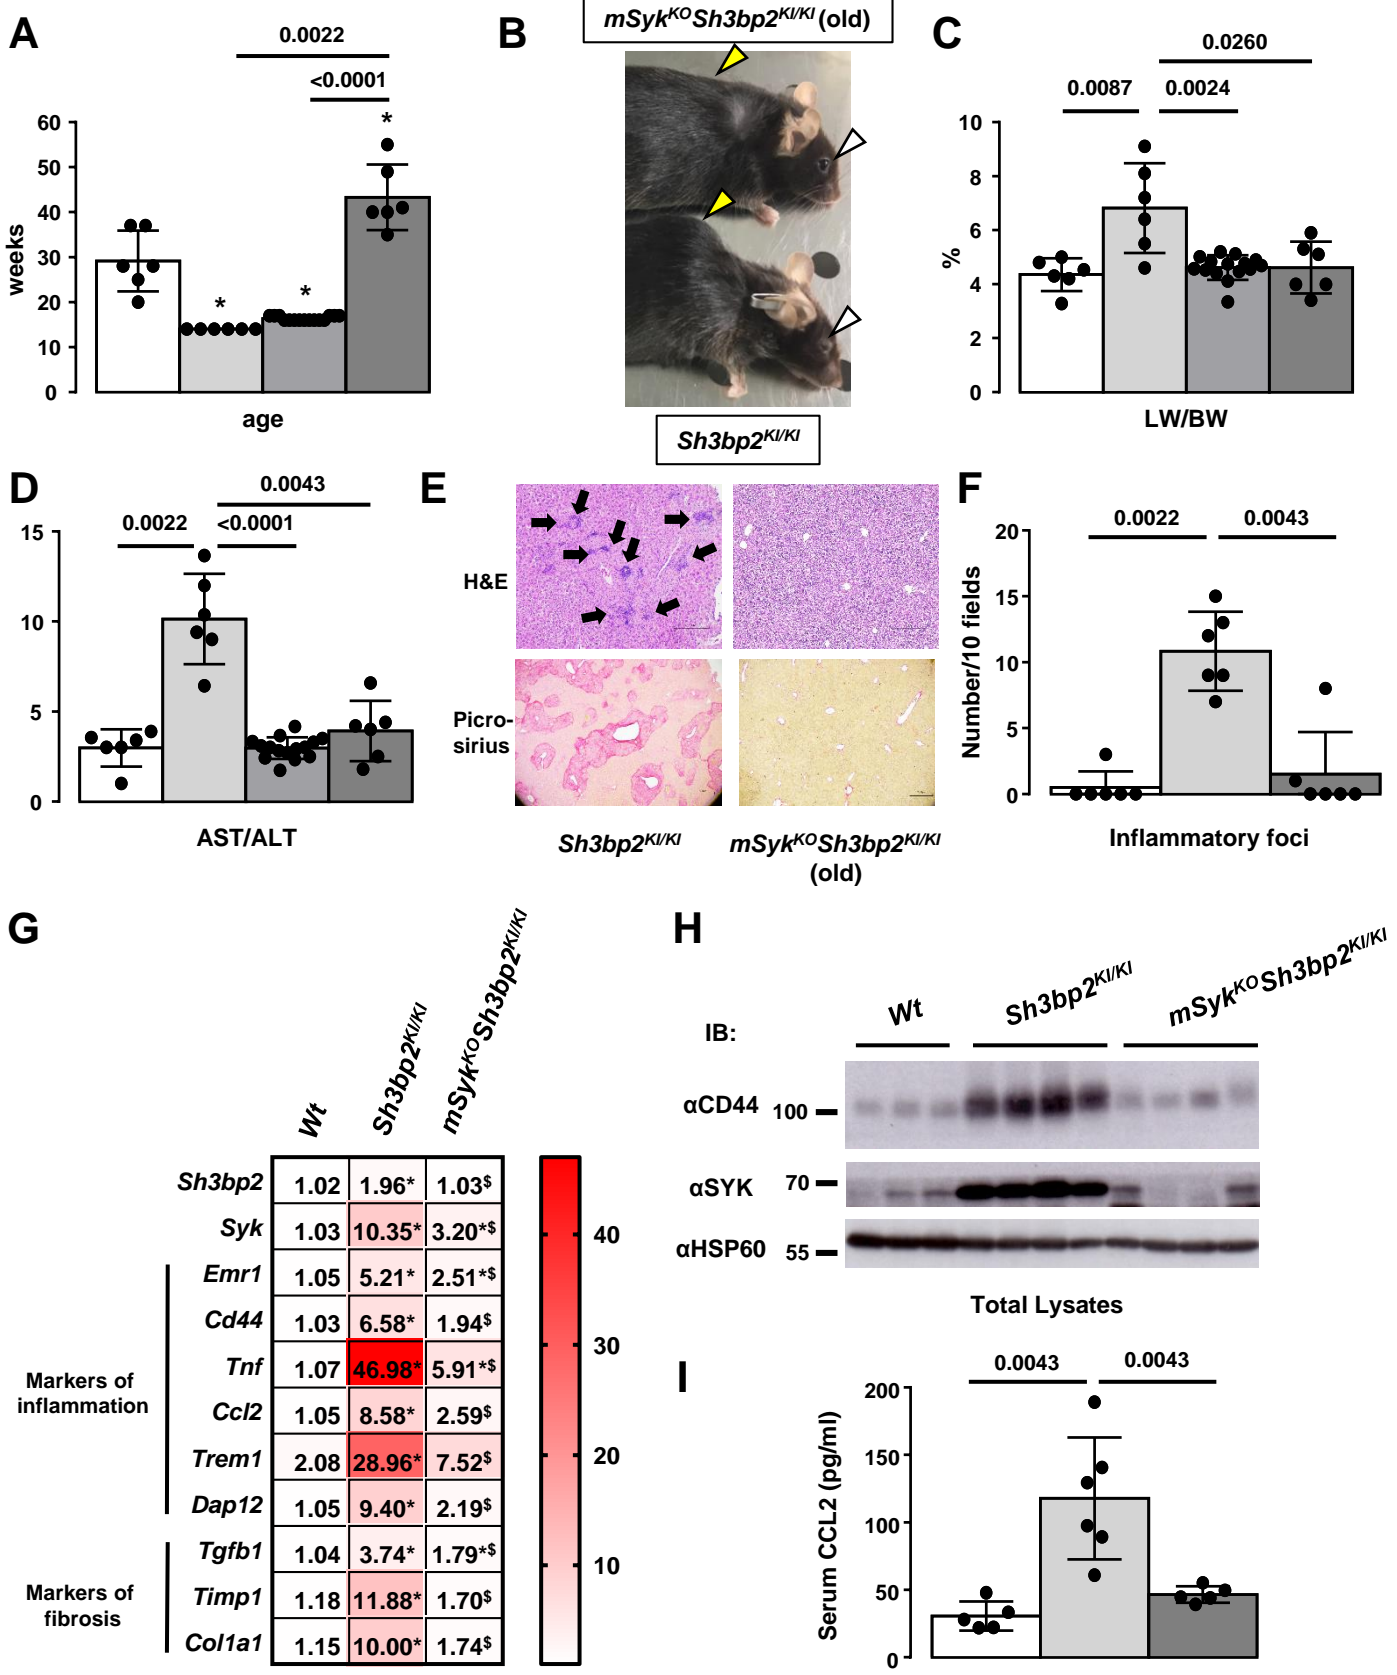 A
0.0022
<0.0001
*
*
*
60
50
40
30
20
10
0
weeks
age
B
mSyk^KO Sh3bp2^KI/KI (old)
Sh3bp2^KI/KI
C
0.0260
0.0087
0.0024
10
8
6
4
2
0
%
LW/BW
D
0.0043
0.0022
<0.0001
15
10
5
0
AST/ALT
E
H&E
Picro-
sirius
Sh3bp2^KI/KI
mSyk^KO Sh3bp2^KI/KI
(old)
F
0.0022
0.0043
20
15
10
5
0
Number/10 fields
Inflammatory foci
G
Wt
Sh3bp2^KI/KI
mSyk^KO Sh3bp2^KI/KI
Sh3bp2 1.02 1.96* 1.03$
Syk 1.03 10.35* 3.20*$
Emr1 1.05 5.21* 2.51*$
Cd44 1.03 6.58* 1.94$
Tnf 1.07 46.98* 5.91*$
Ccl2 1.05 8.58* 2.59$
Trem1 2.08 28.96* 7.52$
Dap12 1.05 9.40* 2.19$
Tgfb1 1.04 3.74* 1.79*$
Timp1 1.18 11.88* 1.70$
Col1a1 1.15 10.00* 1.74$
Markers of
inflammation
Markers of
fibrosis
40
30
20
10
H
IB:
Wt
Sh3bp2^KI/KI
mSyk^KO Sh3bp2^KI/KI
αCD44 100
αSYK 70
αHSP60 55
Total Lysates
I
0.0043
0.0043
200
150
100
50
0
Serum CCL2 (pg/ml)